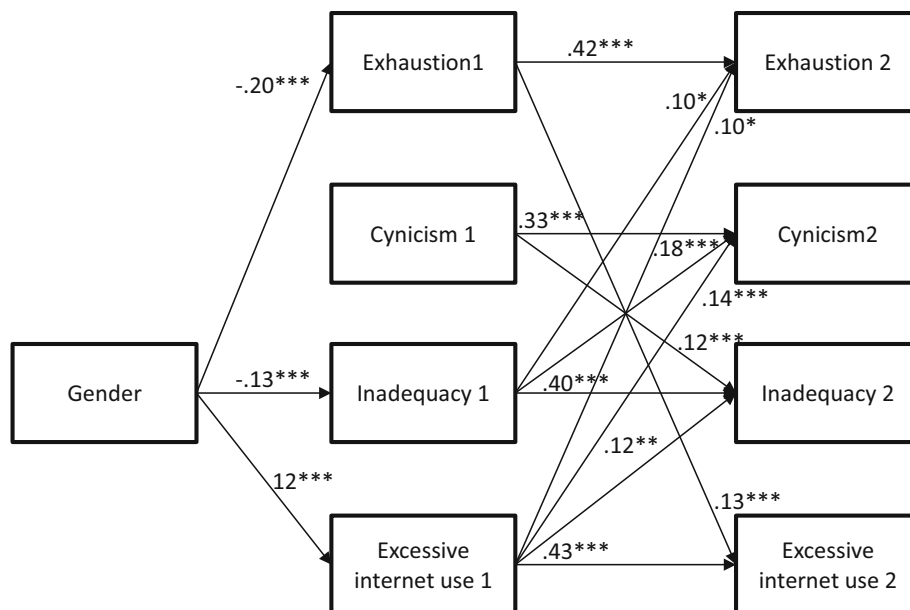 Exhaustion1
.42***
Exhaustion 2
-.20***
.10*
.10*
Cynicism 1
.33***
.18***
Cynicism2
.14***
.12***
Gender
-.13***
Inadequacy 1
.40***
Inadequacy 2
.12**
.12***
.13***
Excessive
internet use 1
.43***
Excessive
internet use 2